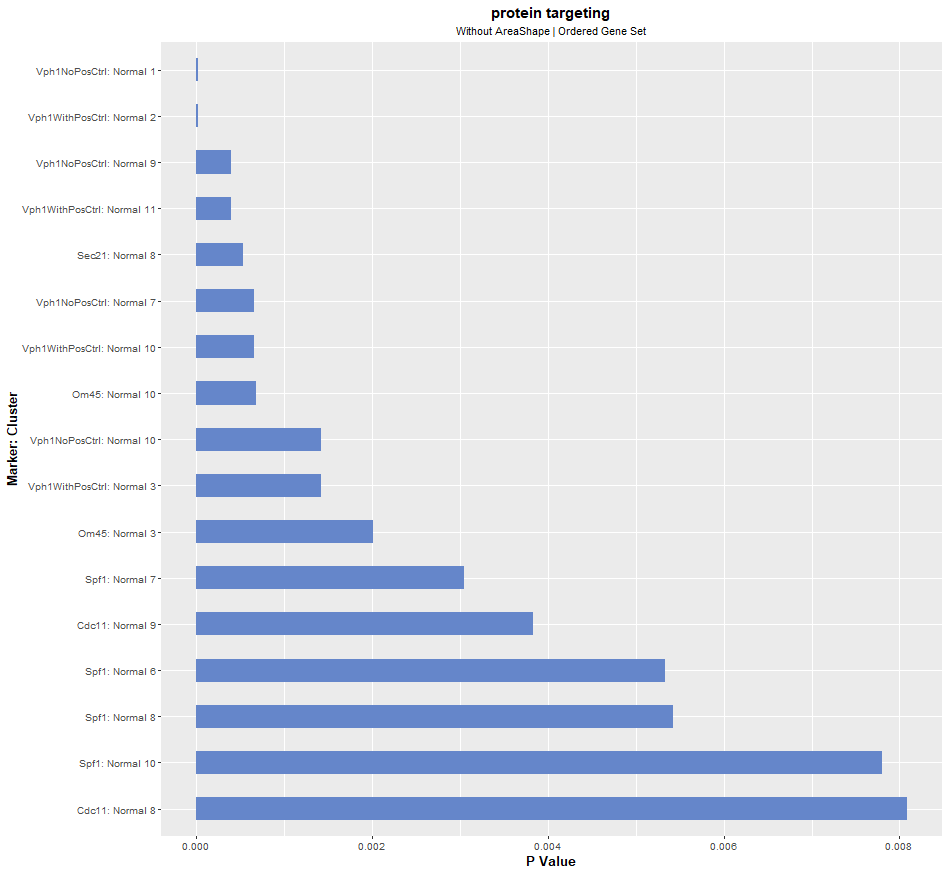 protein targeting
Without AreaShape | Ordered Gene Set
Marker: Cluster
Vph1NoPosCtrl: Normal 1
Vph1WithPosCtrl: Normal 2
Vph1NoPosCtrl: Normal 9
Vph1WithPosCtrl: Normal 11
Sec21: Normal 8
Vph1NoPosCtrl: Normal 7
Vph1WithPosCtrl: Normal 10
Om45: Normal 10
Vph1NoPosCtrl: Normal 10
Vph1WithPosCtrl: Normal 3
Om45: Normal 3
Spf1: Normal 7
Cdc11: Normal 9
Spf1: Normal 6
Spf1: Normal 8
Spf1: Normal 10
Cdc11: Normal 8
0.000 0.002 0.004 0.006 0.008
P Value